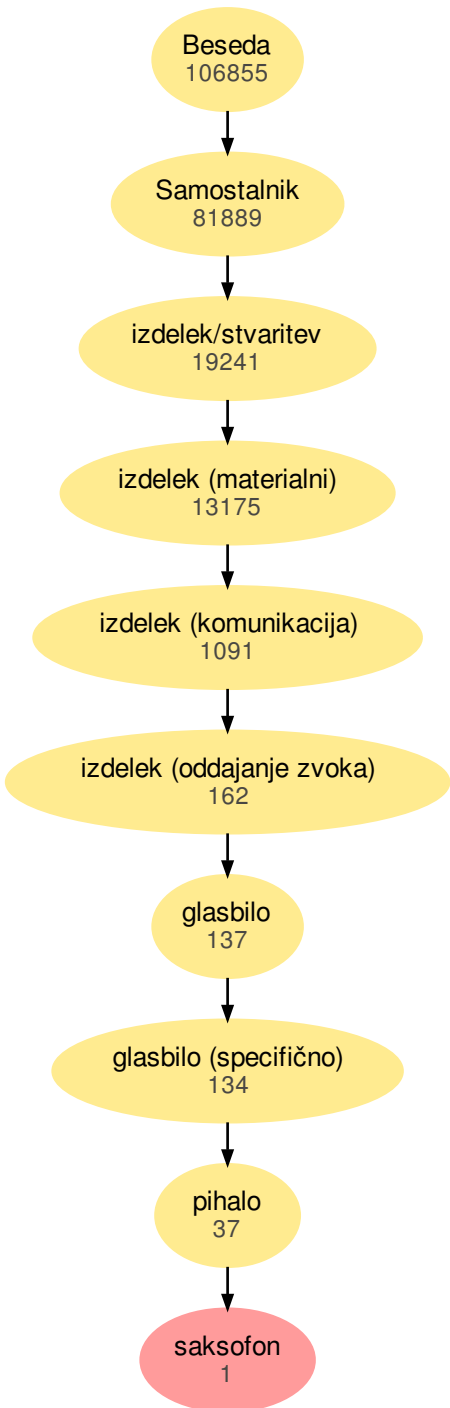 Beseda
106855
Samostalnik
81889
izdelek/stvaritev
19241
izdelek (materialni)
13175
izdelek (komunikacija)
1091
izdelek (oddajanje zvoka)
162
glasbilo
137
glasbilo (specifično)
134
pihalo
37
saksofon
1